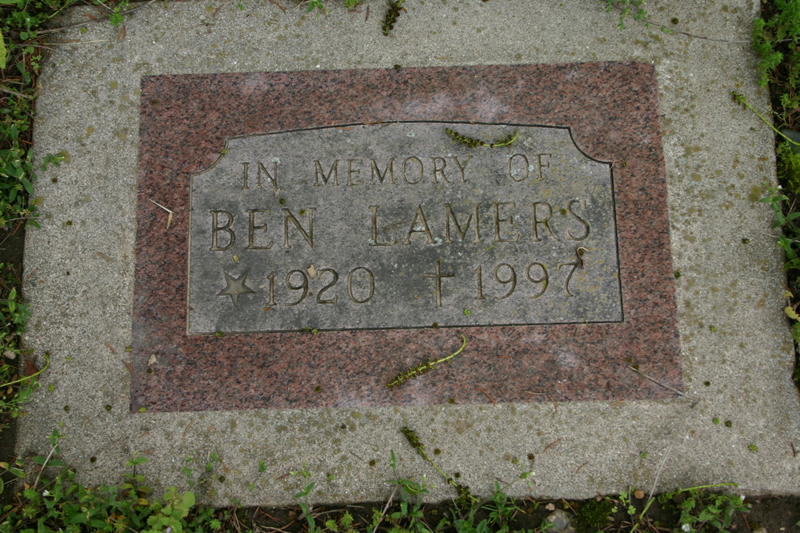 IN MEMORY OF
BEN LAMERS
★ 1920 ✝ 1997